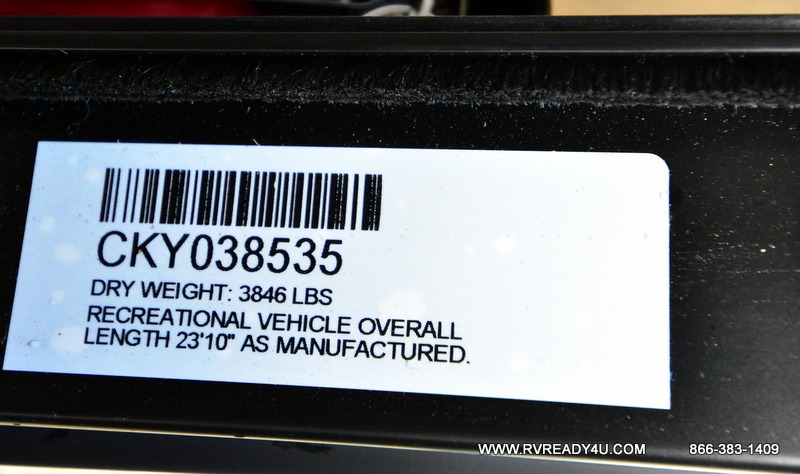 CKY038535
DRY WEIGHT: 3846 LBS
RECREATIONAL VEHICLE OVERALL
LENGTH 23'10" AS MANUFACTURED.
WWW.RVREADY4U.COM 866-383-1409